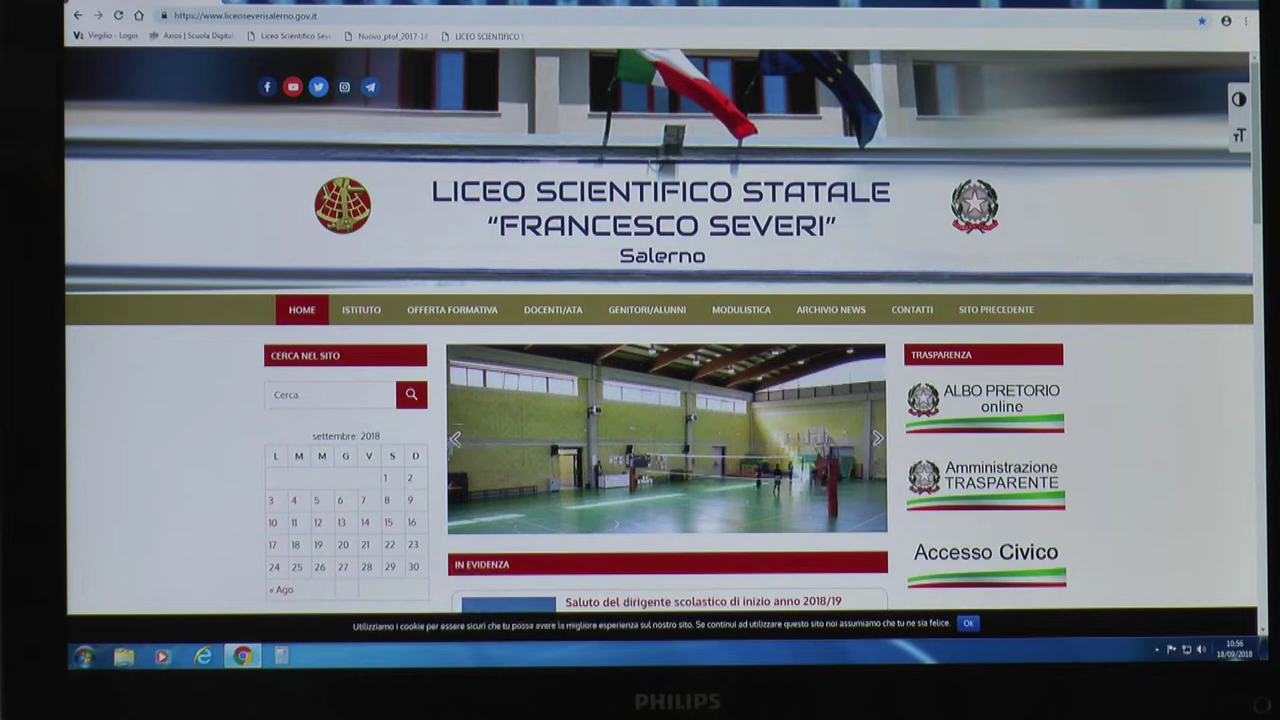 https://www.liceoseverisalerno.gov.it
Virgilio - Login
Axios | Scuola Digital
Liceo Scientifico Sev
Nuovo_ptof_2017-18
LICEO SCIENTIFICO S
LICEO SCIENTIFICO STATALE
“FRANCESCO SEVERI”
Salerno
HOME ISTITUTO OFFERTA FORMATIVA DOCENTI/ATA GENITORI/ALUNNI MODULISTICA ARCHIVIO NEWS CONTATTI SITO PRECEDENTE
CERCA NEL SITO
Cerca...
settembre: 2018
L M M G V S D
1 2
3 4 5 6 7 8 9
10 11 12 13 14 15 16
17 18 19 20 21 22 23
24 25 26 27 28 29 30
« Ago
IN EVIDENZA
Saluto del dirigente scolastico di inizio anno 2018/19
TRASPARENZA
ALBO PRETORIO
online
Amministrazione
TRASPARENTE
Accesso Civico
Utilizziamo i cookie per essere sicuri che tu possa avere la migliore esperienza sul nostro sito. Se continui ad utilizzare questo sito noi assumiamo che tu ne sia felice. Ok
10:56
18/09/2018
PHILIPS